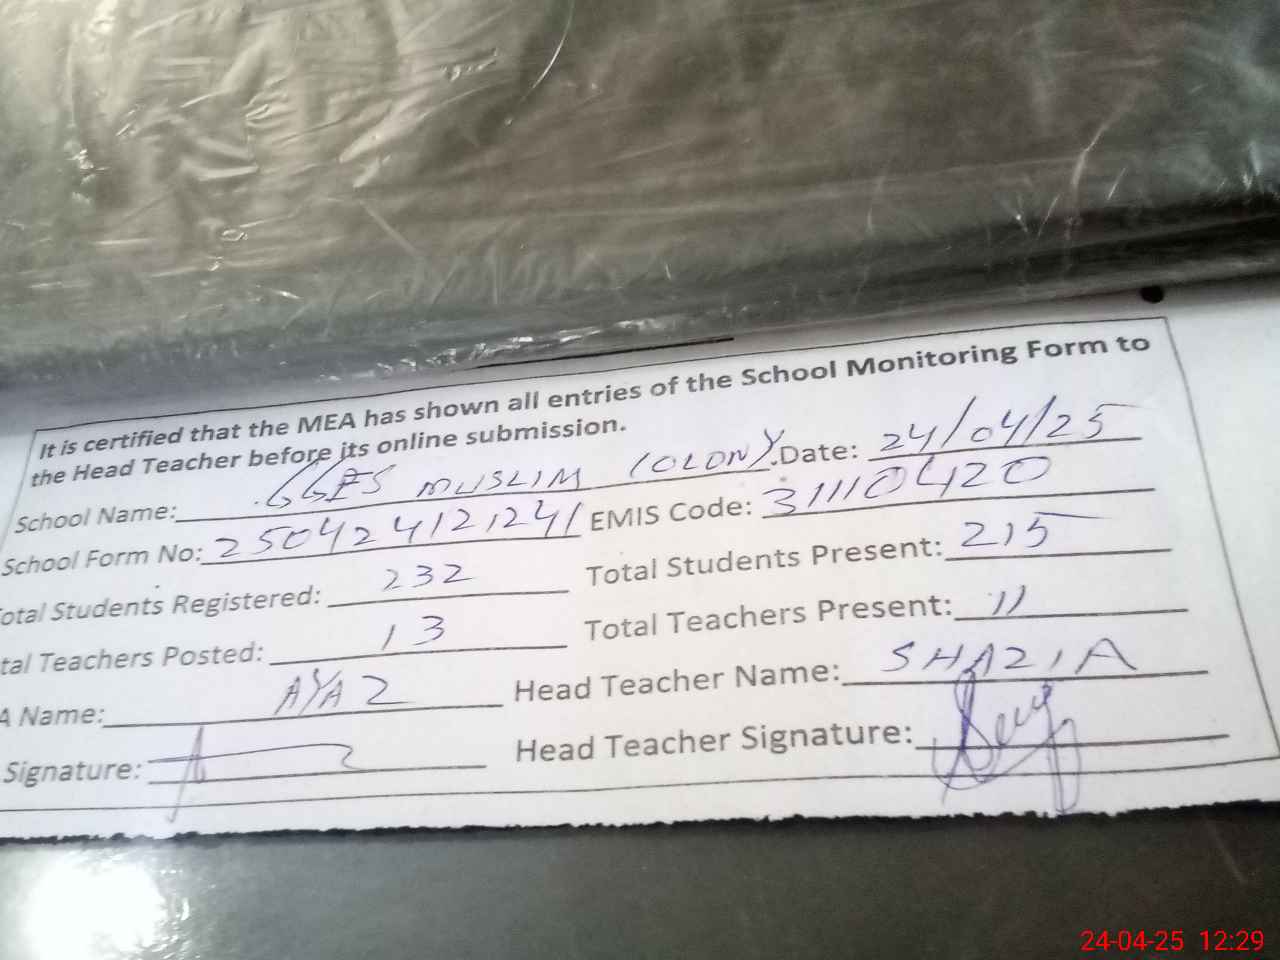 It is certified that the MEA has shown all entries of the School Monitoring Form to
the Head Teacher before its online submission.
School Name: GGES MUSLIM COLONY. Date: 24/04/25
School Form No: 250424121241 EMIS Code: 31110420
otal Students Registered: 232 Total Students Present: 215
tal Teachers Posted: 13 Total Teachers Present: 11
A Name: AYAZ Head Teacher Name: SHAZIA
Signature: Head Teacher Signature:
24-04-25 12:29